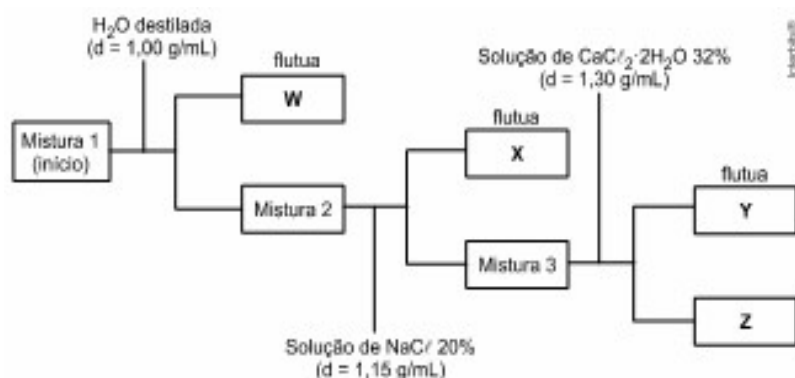 H₂O destilada
(d = 1,00 g/mL)
Solução de CaCℓ₂·2H₂O 32%
(d = 1,30 g/mL)
flutua
W
flutua
X
Mistura 1
(início)
flutua
Y
Mistura 2
Mistura 3
Z
Solução de NaCℓ 20%
(d = 1,15 g/mL)